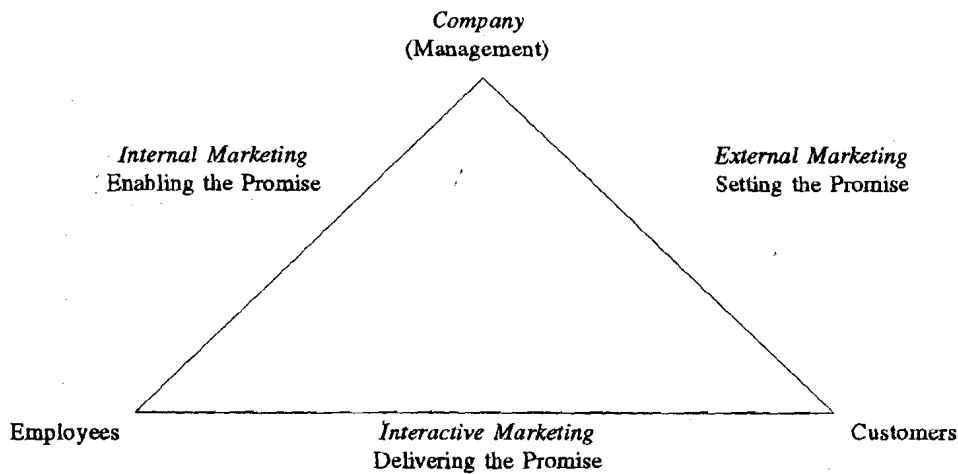 Company
(Management)
Internal Marketing
Enabling the Promise
External Marketing
Setting the Promise
Employees
Interactive Marketing
Delivering the Promise
Customers